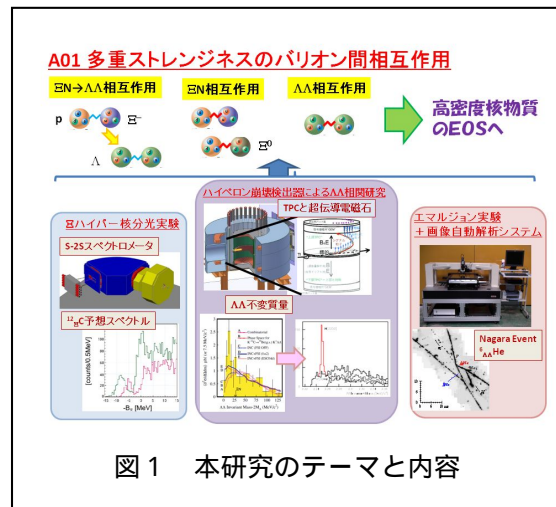 A01 多重ストレンジネスのバリオン間相互作用
ΞN→ΛΛ相互作用
ΞN相互作用
ΛΛ相互作用
p
Ξ⁻
Λ
Ξ⁰
高密度核物質
のEOSへ
Ξハイパー核分光実験
S-2Sスペクトロメータ
¹²ΞC予想スペクトル
[counts/0.5MeV]
-BΞ [MeV]
ハイペロン崩壊検出器によるΛΛ相関研究
TPCと超伝導電磁石
ΛΛ不変質量
エマルジョン実験
+画像自動解析システム
Nagara Event
⁶ΛΛHe
図1 本研究のテーマと内容